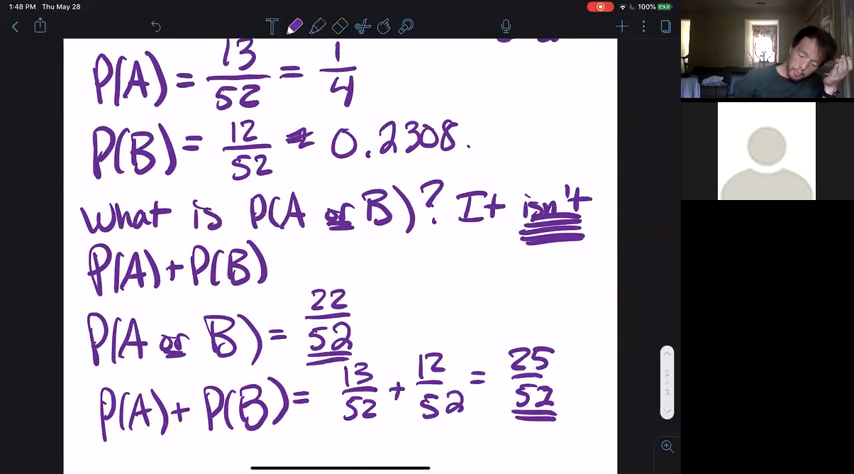 1:48 PM Thu May 28
100%
P(A) = 13/52 = 1/4
P(B) = 12/52 ≈ 0.2308.
What is P(A or B)? It isn't
P(A)+P(B)
P(A or B) = 22/52
P(A)+ P(B) = 13/52 + 12/52 = 25/52